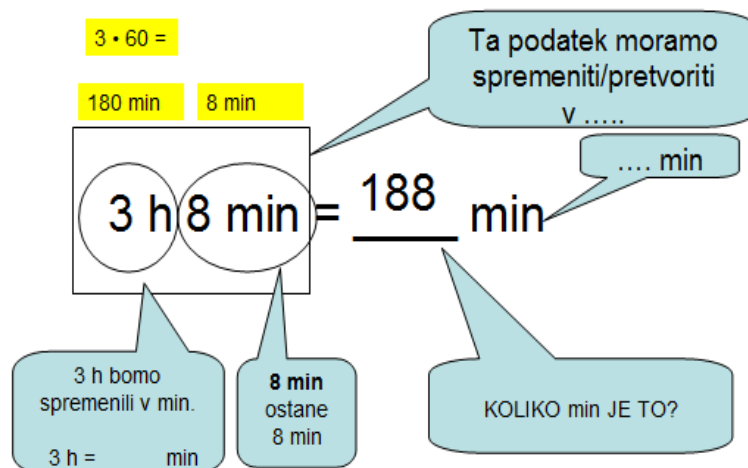 3 • 60 =
180 min
8 min
Ta podatek moramo
spremeniti/pretvoriti
v …..
…. min
3 h 8 min = 188 min
3 h bomo
spremenili v min.
3 h = min
8 min
ostane
8 min
KOLIKO min JE TO?